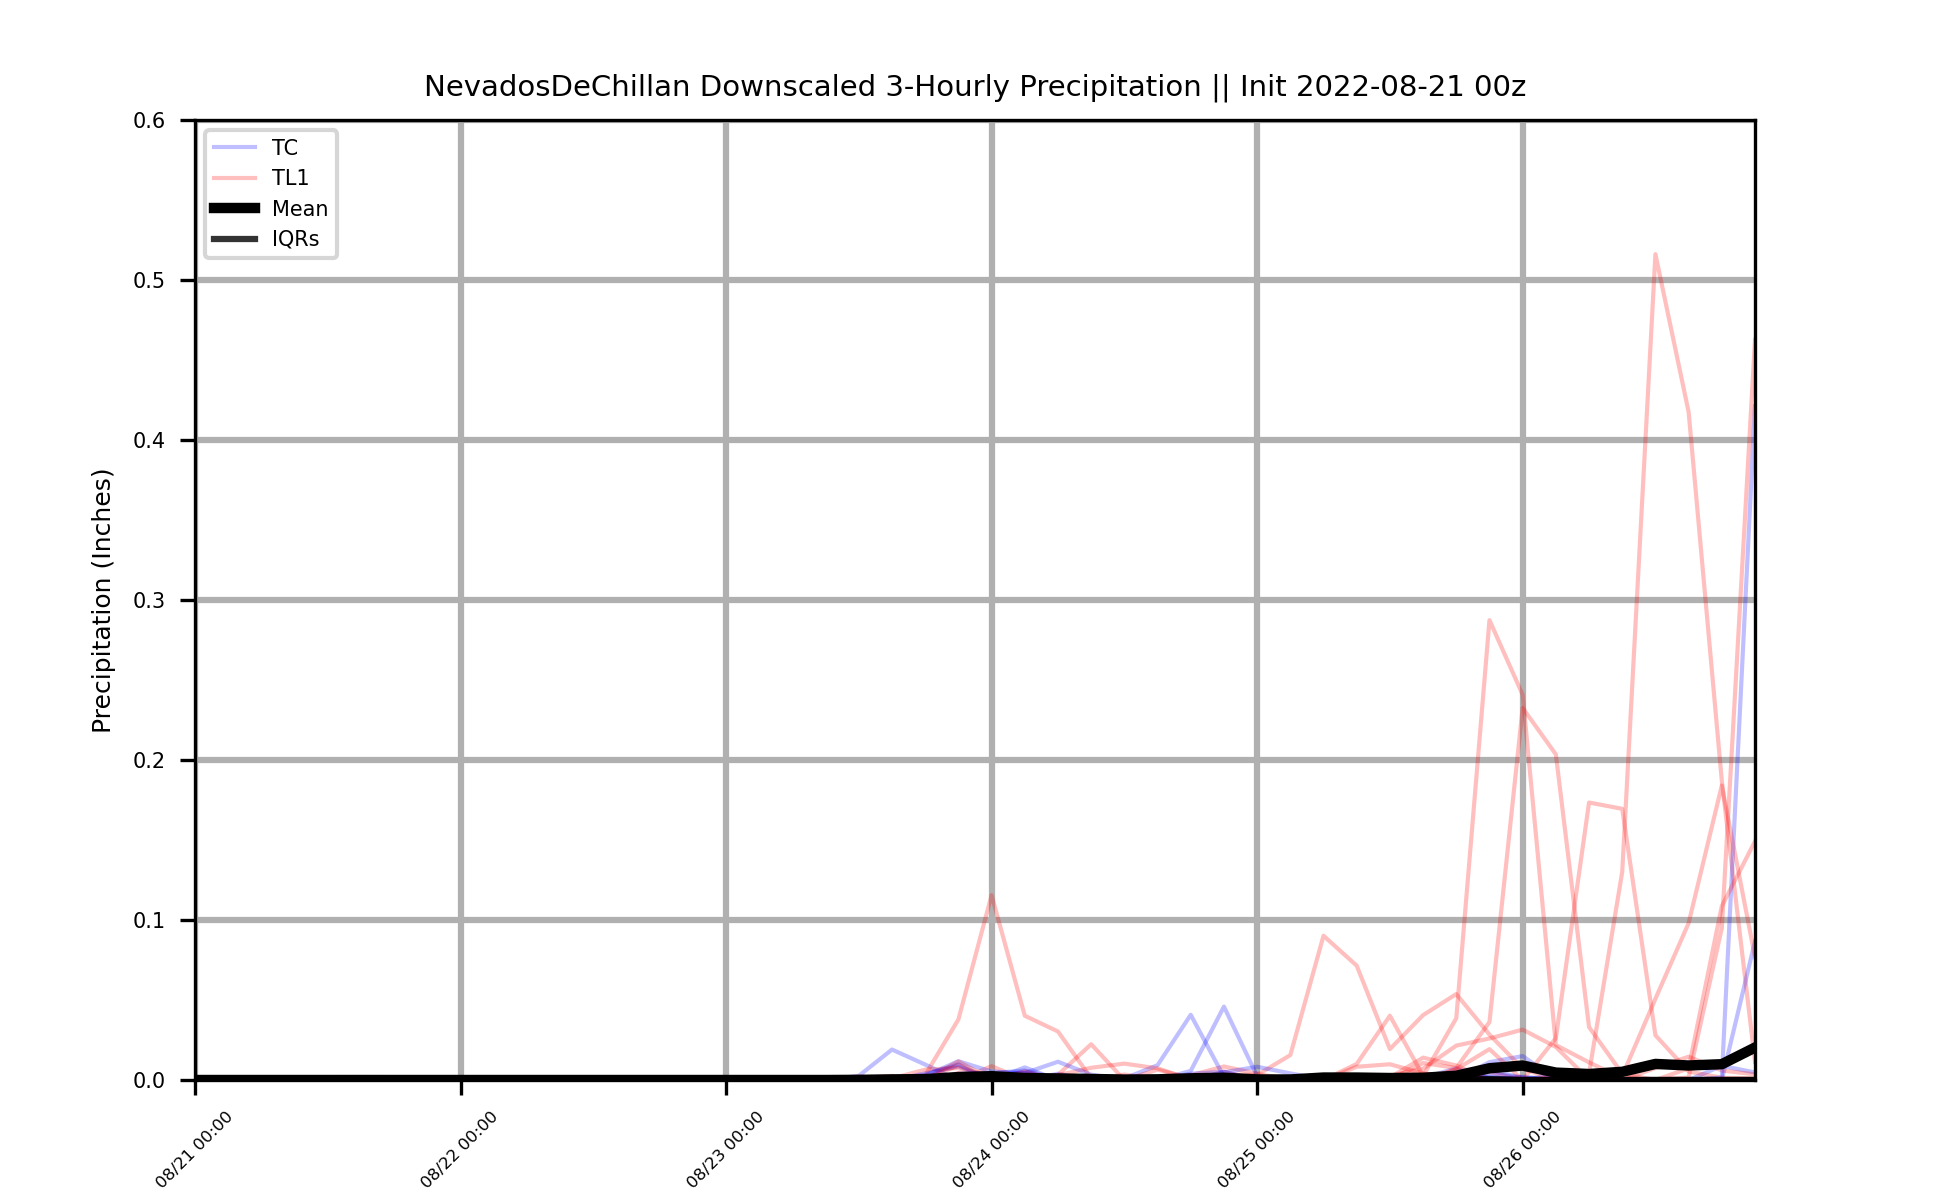 NevadosDeChillan Downscaled 3-Hourly Precipitation || Init 2022-08-21 00z
TC
TL1
Mean
IQRs
Precipitation (Inches)
0.6
0.5
0.4
0.3
0.2
0.1
0.0
08/21 00:00
08/22 00:00
08/23 00:00
08/24 00:00
08/25 00:00
08/26 00:00